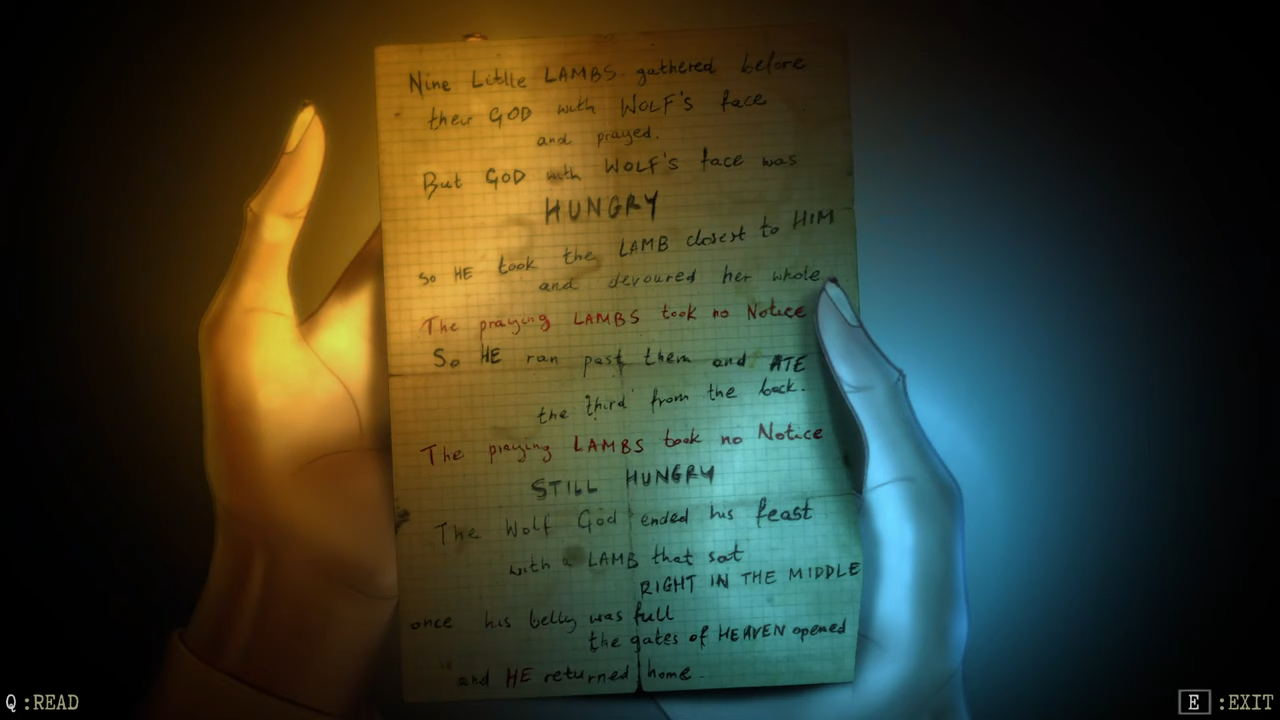 Nine Little LAMBS gathered before
their GOD with WOLF'S face
and prayed.
But GOD with WOLF'S face was
HUNGRY
so HE took the LAMB closest to HIM
and devoured her whole
The praying LAMBS took no Notice
So HE ran past them and ATE
the third from the back.
The praying LAMBS took no Notice
STILL HUNGRY
The Wolf God ended his feast
with a LAMB that sat
RIGHT IN THE MIDDLE
once his belly was full
the gates of HEAVEN opened
and HE returned home.
Q :READ
E :EXIT